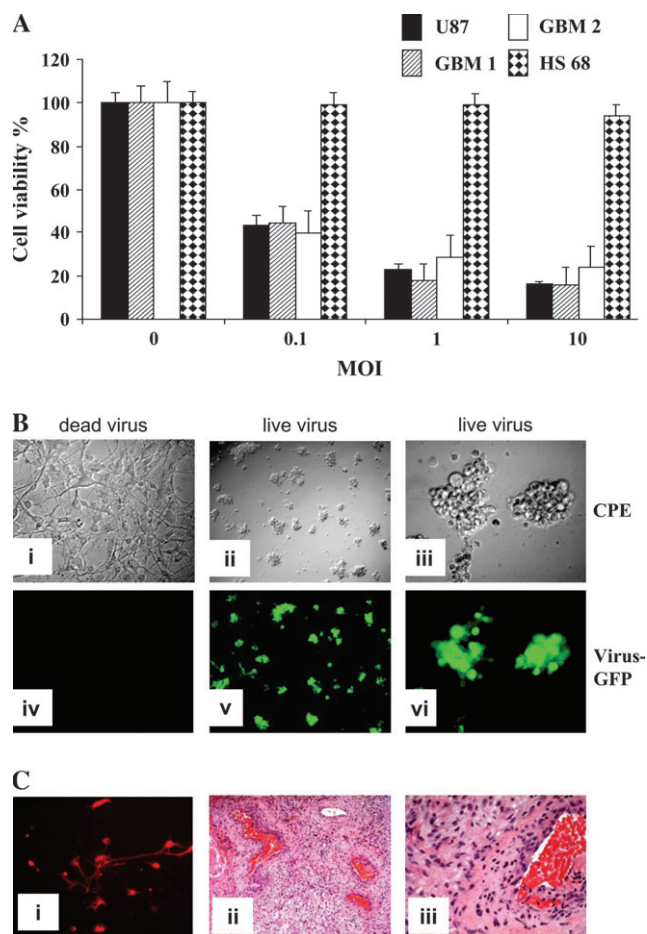 A
U87
GBM 2
GBM 1
HS 68
Cell viability %
120
100
80
60
40
20
0
0 0.1 1 10
MOI
B
dead virus live virus live virus
i ii iii CPE
iv v vi Virus-
GFP
C
i ii iii